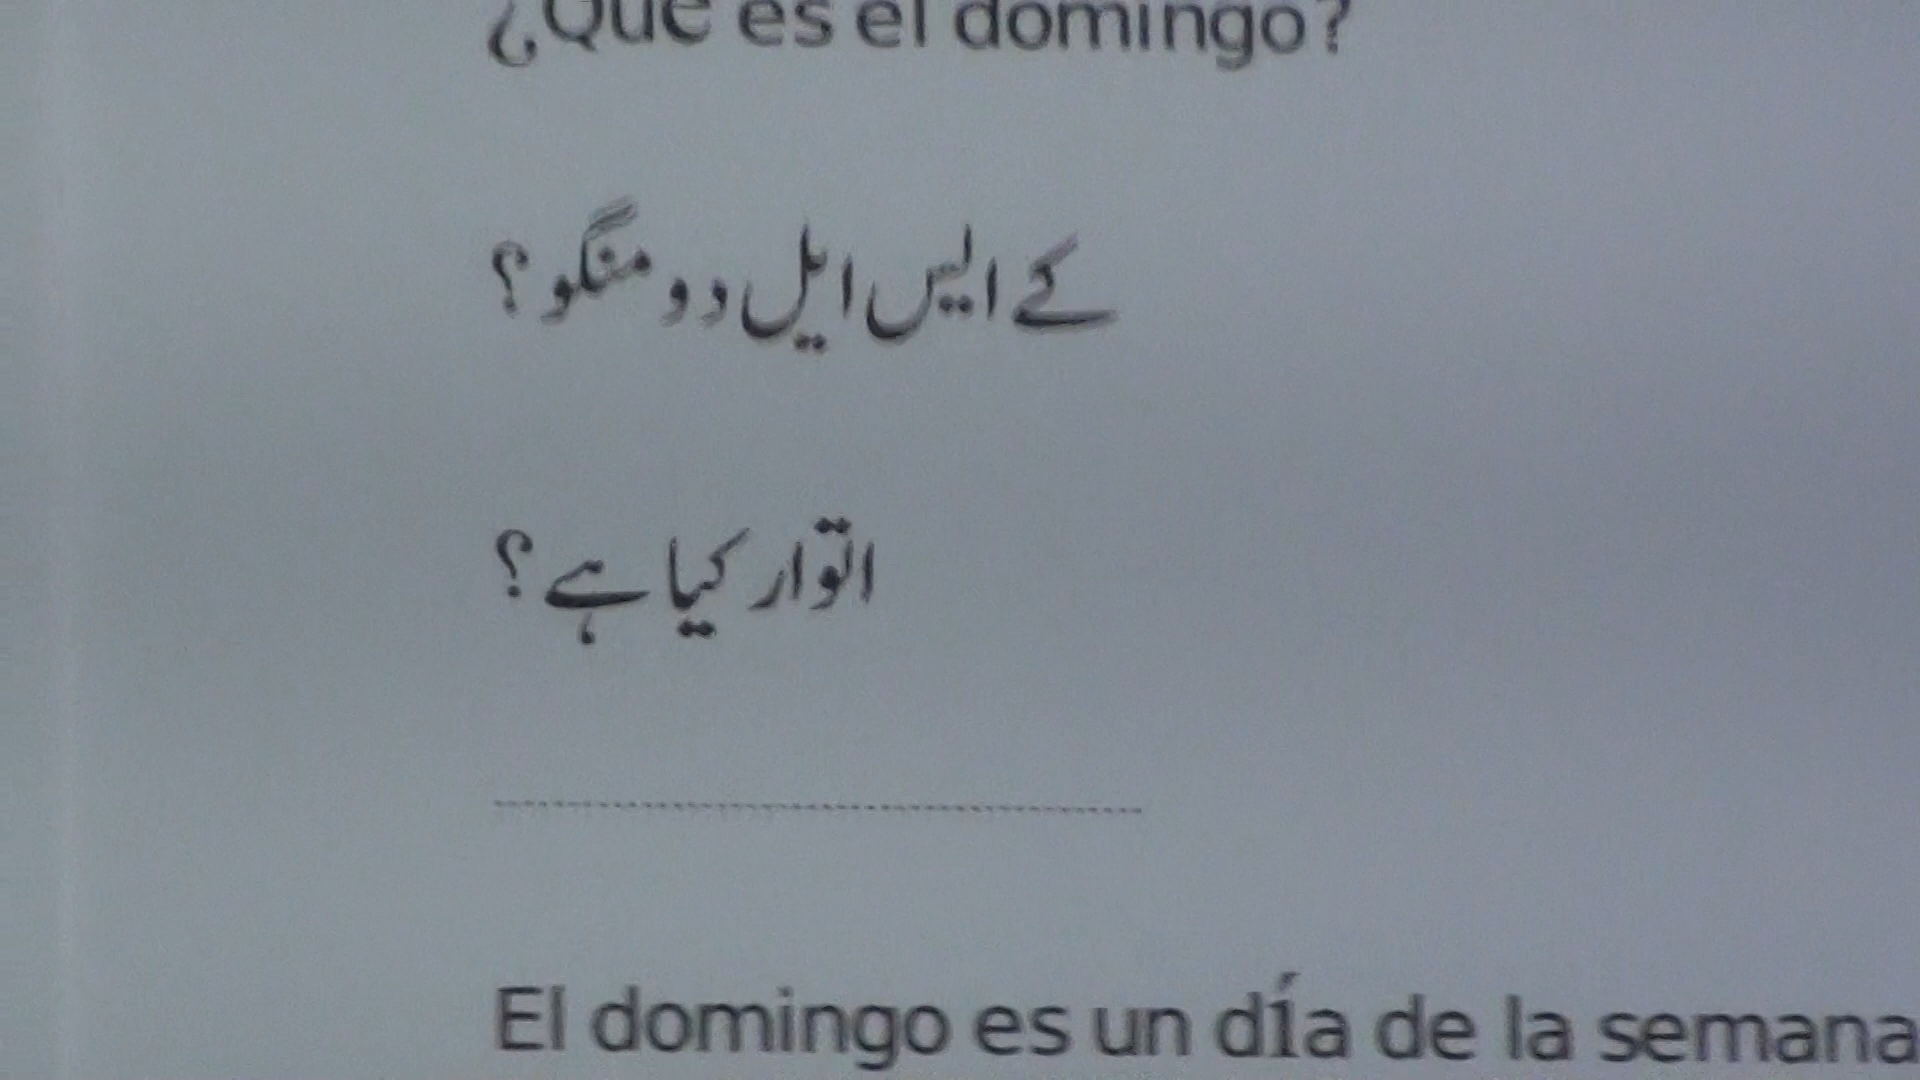 ¿Qué es el domingo?
کے ایس ایل دومنگو؟
اتوار کیا ہے؟
El domingo es un día de la semana